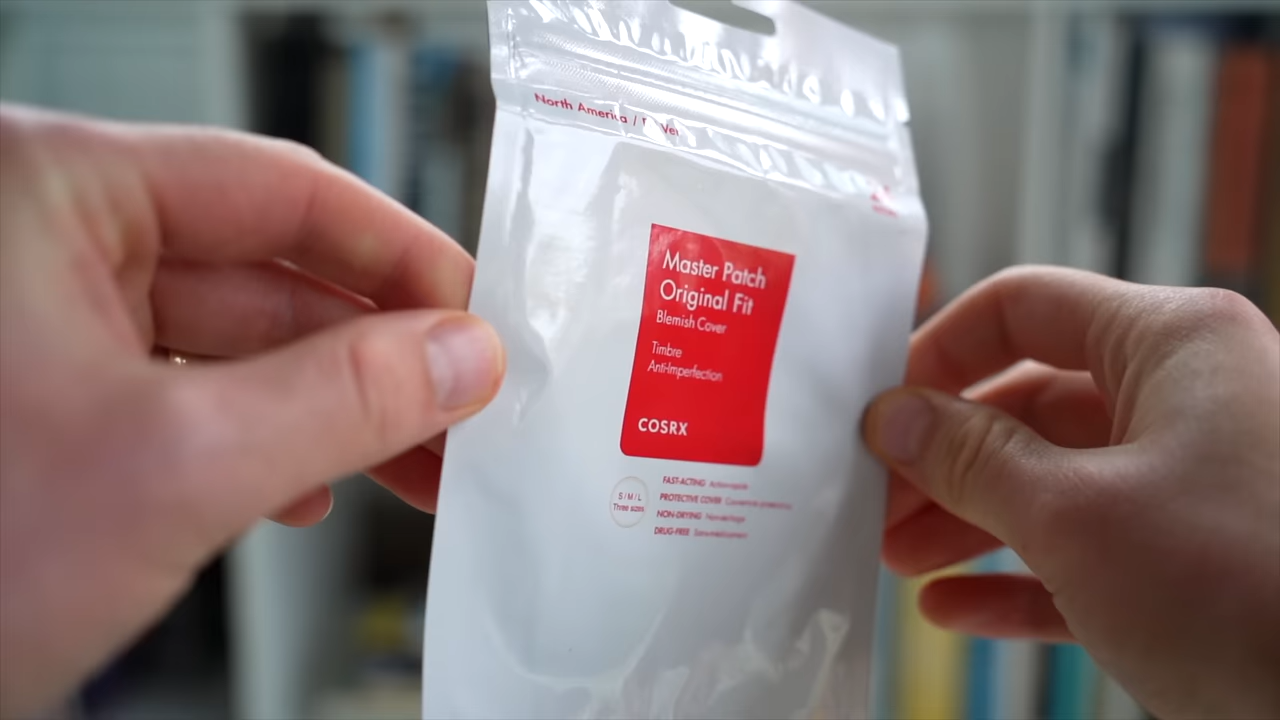 North America /
Master Patch
Original Fit
Blemish Cover
Timbre
Anti-Imperfection
COSRX
S / M / L
Three sizes
FAST-ACTING
PROTECTIVE COVER
NON-DRYING
DRUG-FREE